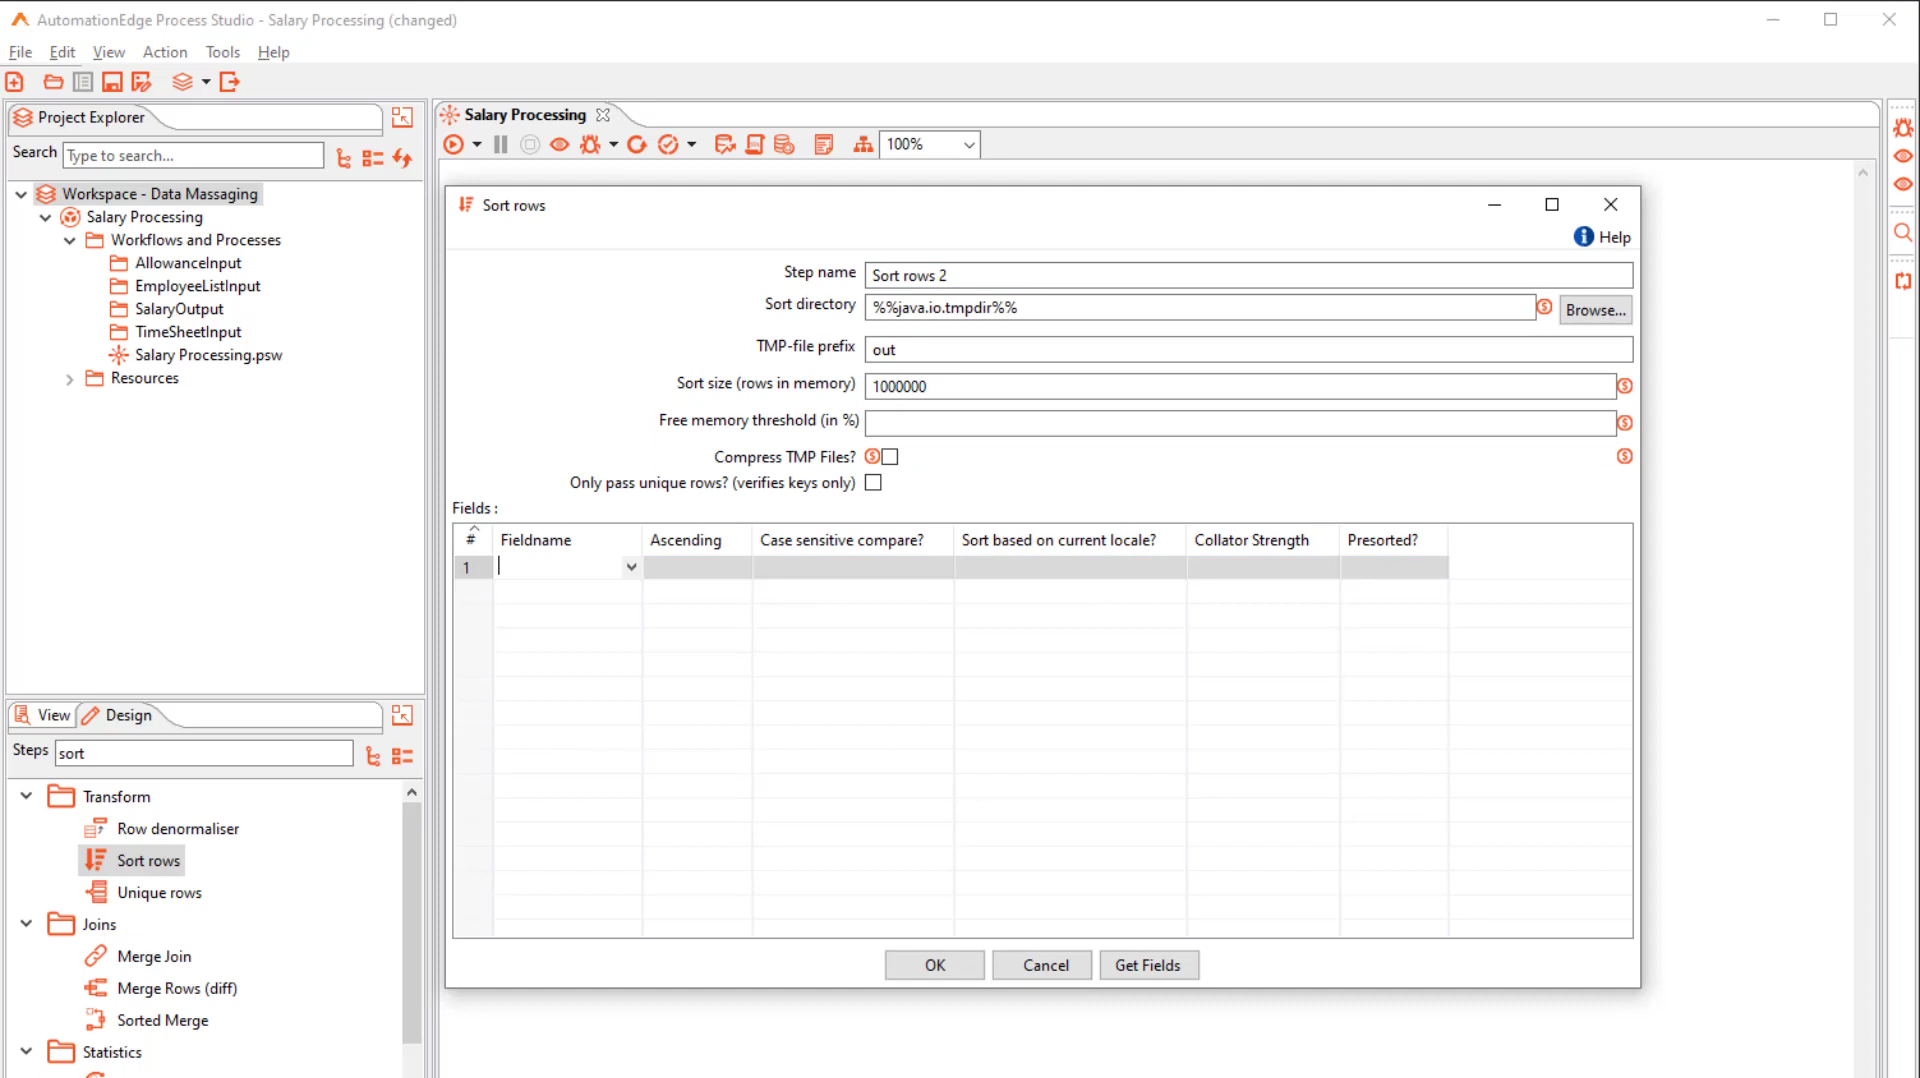 AutomationEdge Process Studio - Salary Processing (changed)
File Edit View Action Tools Help
Project Explorer
Search Type to search...
Workspace - Data Massaging
Salary Processing
Workflows and Processes
AllowanceInput
EmployeeListInput
SalaryOutput
TimeSheetInput
Salary Processing.psw
Resources
View Design
Steps sort
Transform
Row denormaliser
Sort rows
Unique rows
Joins
Merge Join
Merge Rows (diff)
Sorted Merge
Statistics
Salary Processing
100%
Sort rows
Help
Step name Sort rows 2
Sort directory %%java.io.tmpdir%% Browse...
TMP-file prefix out
Sort size (rows in memory) 1000000
Free memory threshold (in %)
Compress TMP Files?
Only pass unique rows? (verifies keys only)
Fields :
# Fieldname Ascending Case sensitive compare? Sort based on current locale? Collator Strength Presorted?
1
OK Cancel Get Fields